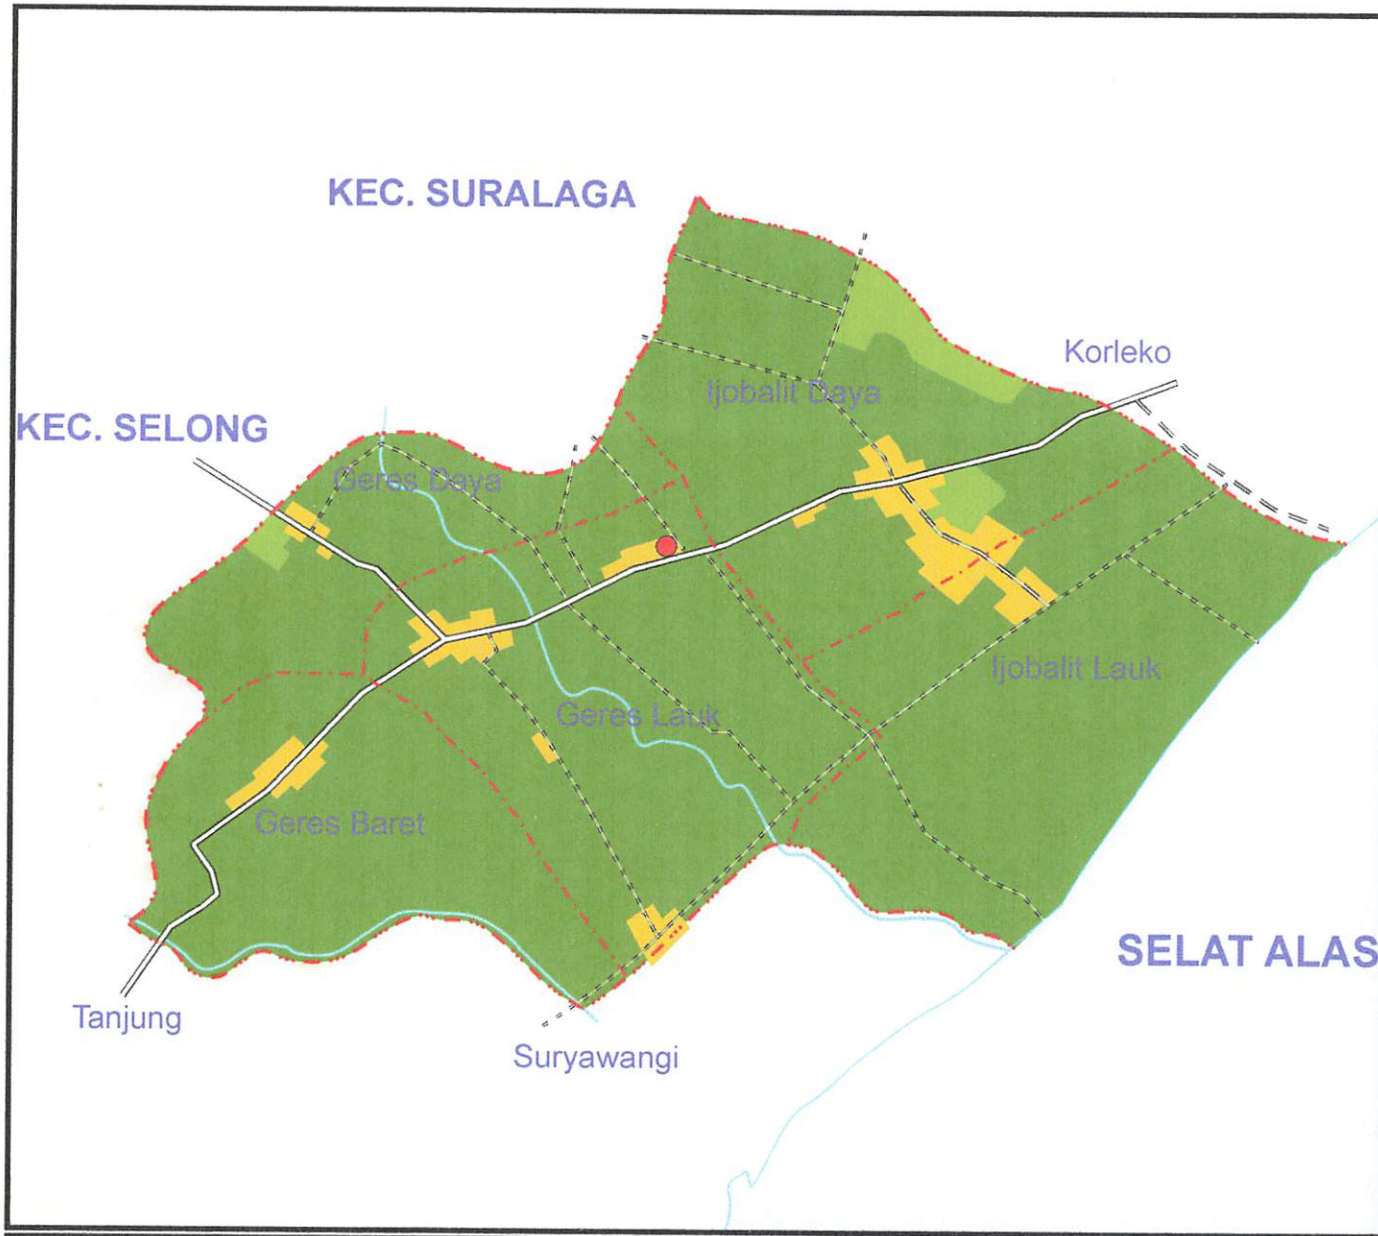 KEC. SURALAGA
Korleko
Ijobalit Daya
KEC. SELONG
Geres Daya
Ijobalit Lauk
Geres Lauk
Geres Baret
SELAT ALAS
Tanjung
Suryawangi